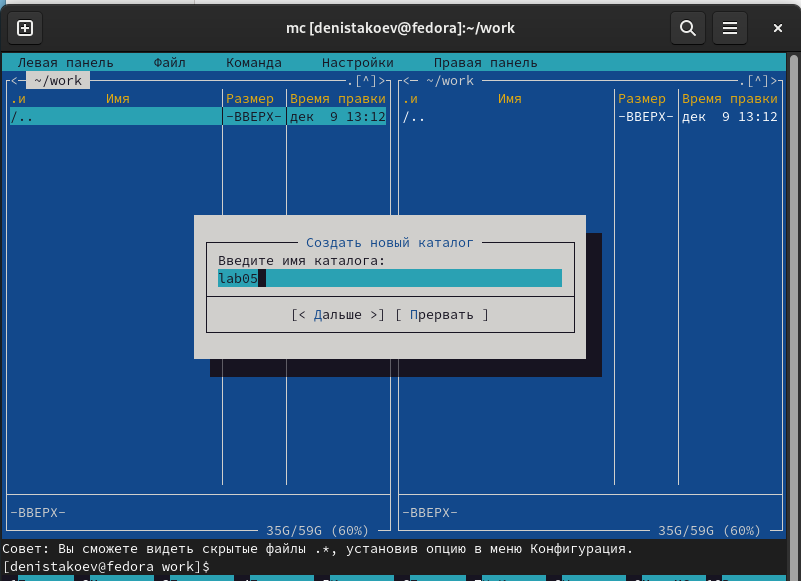 mc [denistakoev@fedora]:~/work
Левая панель Файл Команда Настройки Правая панель
<— ~/work .[^]>
<— ~/work .[^]>
.и Имя Размер Время правки
.и Имя Размер Время правки
/.. -ВВЕРХ- дек 9 13:12
/.. -ВВЕРХ- дек 9 13:12
Создать новый каталог
Введите имя каталога:
lab05
[< Дальше >] [ Прервать ]
-ВВЕРХ-
-ВВЕРХ-
35G/59G (60%)
35G/59G (60%)
Совет: Вы сможете видеть скрытые файлы .*, установив опцию в меню Конфигурация.
[denistakoev@fedora work]$